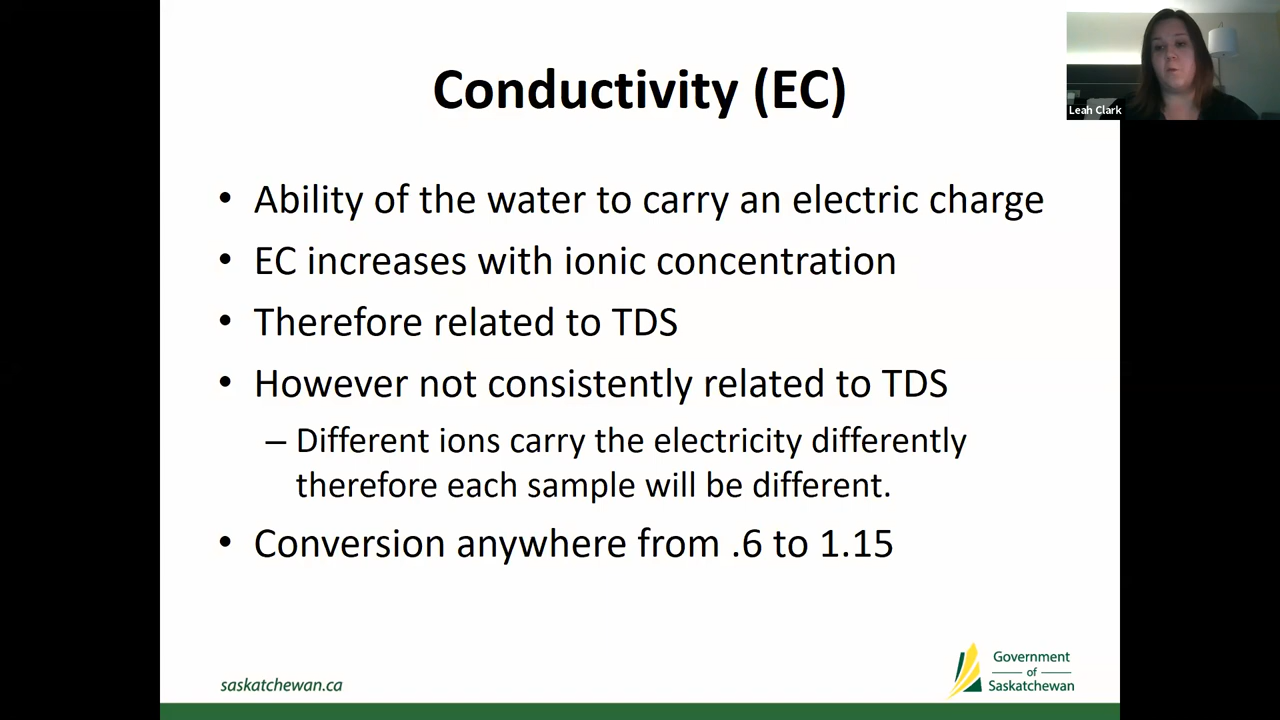 Conductivity (EC)
Leah Clark
• Ability of the water to carry an electric charge
• EC increases with ionic concentration
• Therefore related to TDS
• However not consistently related to TDS
– Different ions carry the electricity differently
therefore each sample will be different.
• Conversion anywhere from .6 to 1.15
saskatchewan.ca
Government
of
Saskatchewan